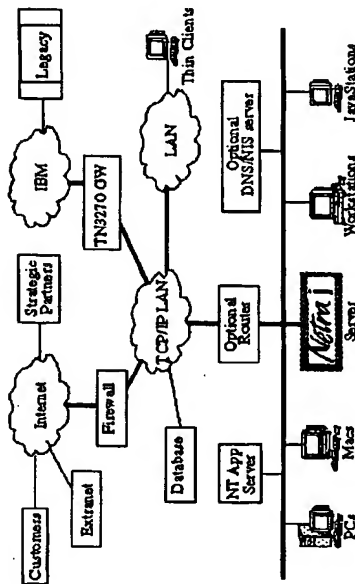 Customers
Extranet
Internet
Strategic
Partners
Firewall
IBM
Legacy
TN3270 GW
TCP/IP LAN
LAN
Thin Clients
Database
Optional
Router
NT App
Server
Optional
DNS/NIS server
PCs
Macs
Netra j
Server
Workstations
JavaStations